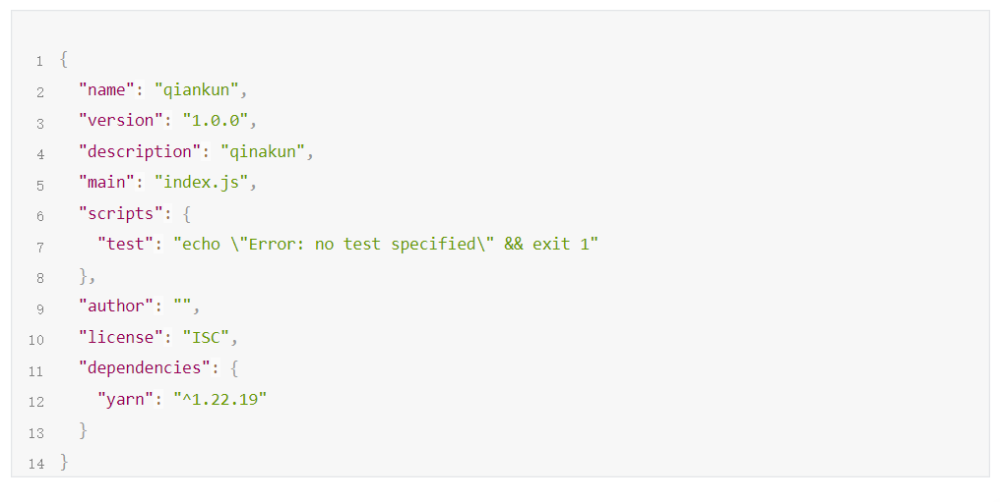 1 {
2   "name": "qiankun",
3   "version": "1.0.0",
4   "description": "qinakun",
5   "main": "index.js",
6   "scripts": {
7     "test": "echo \"Error: no test specified\" && exit 1"
8   },
9   "author": "",
10   "license": "ISC",
11   "dependencies": {
12     "yarn": "^1.22.19"
13   }
14 }